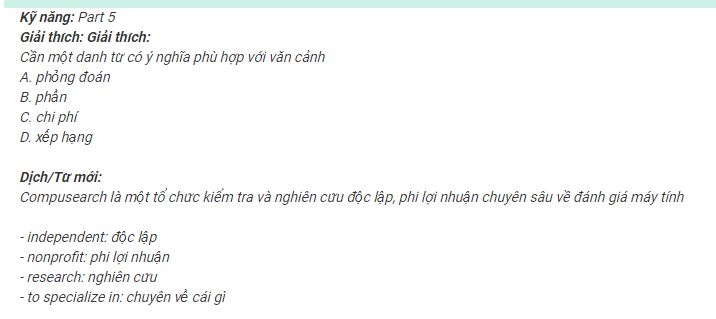 Kỹ năng: Part 5
Giải thích: Giải thích:
Cần một danh từ có ý nghĩa phù hợp với văn cảnh
A. phỏng đoán
B. phần
C. chi phí
D. xếp hạng
Dịch/Từ mới:
Compusearch là một tổ chức kiểm tra và nghiên cứu độc lập, phi lợi nhuận chuyên sâu về đánh giá máy tính
- independent: độc lập
- nonprofit: phi lợi nhuận
- research: nghiên cứu
- to specialize in: chuyên về cái gì